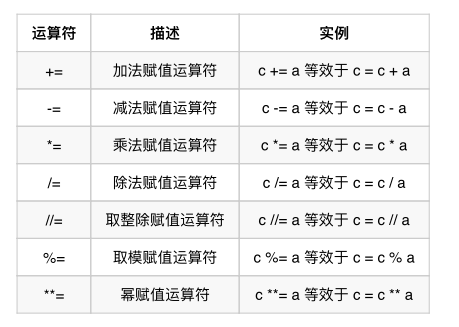 运算符 描述 实例
+= 加法赋值运算符 c += a 等效于 c = c + a
-= 减法赋值运算符 c -= a 等效于 c = c - a
*= 乘法赋值运算符 c *= a 等效于 c = c * a
/= 除法赋值运算符 c /= a 等效于 c = c / a
//= 取整除赋值运算符 c //= a 等效于 c = c // a
%= 取模赋值运算符 c %= a 等效于 c = c % a
**= 幂赋值运算符 c **= a 等效于 c = c ** a